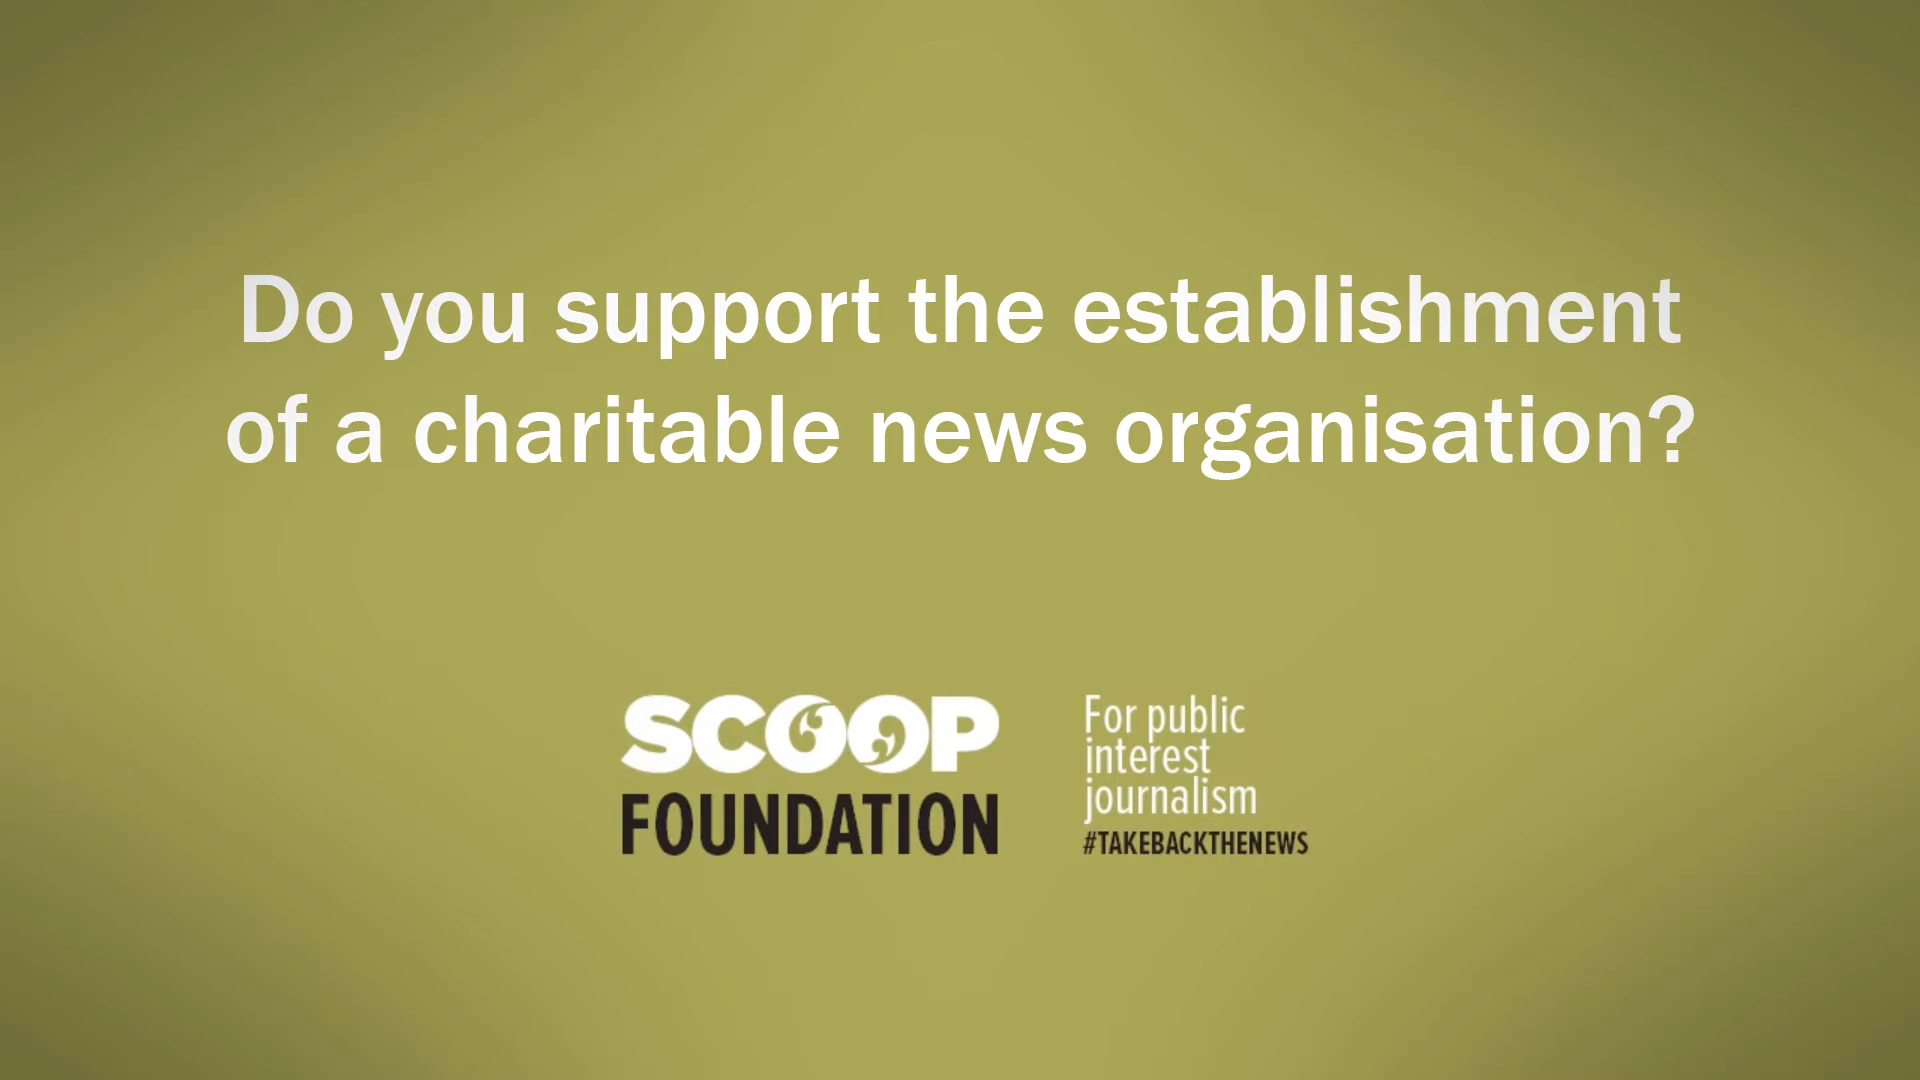 Do you support the establishment
of a charitable news organisation?
SCOOP
FOUNDATION
For public
interest
journalism
#TAKEBACKTHENEWS